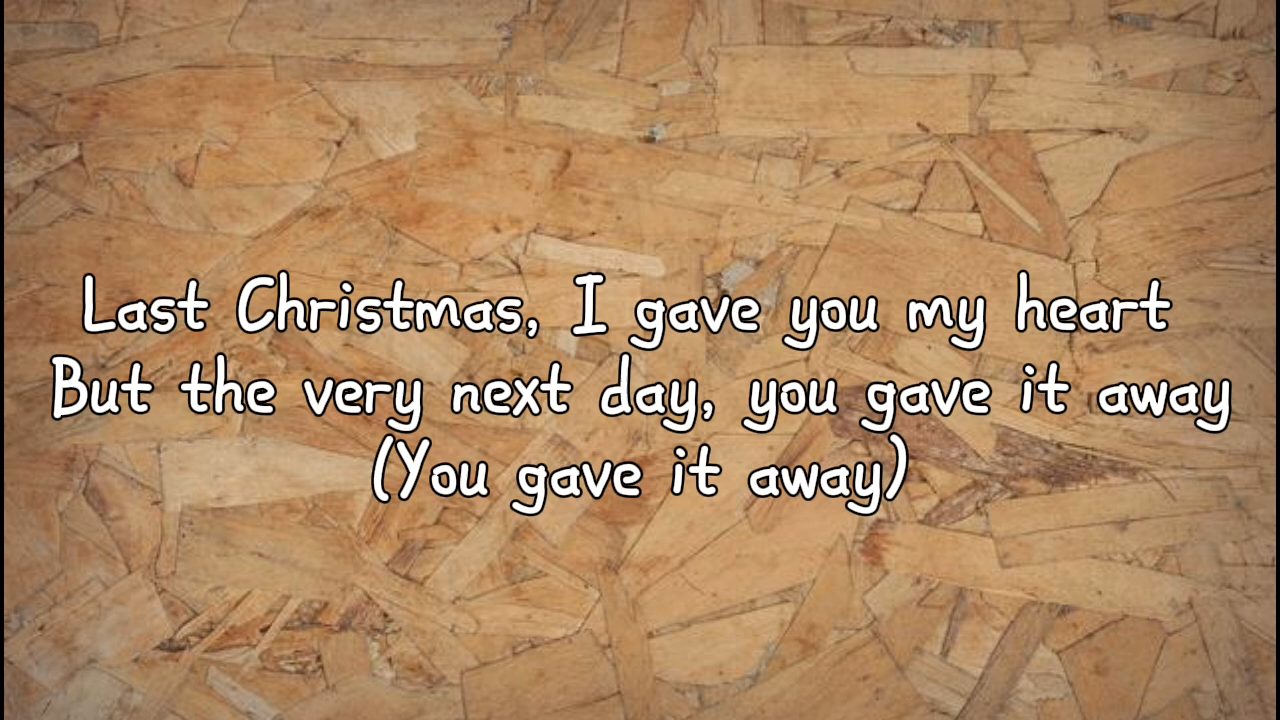 Last Christmas, I gave you my heart
But the very next day, you gave it away
(You gave it away)